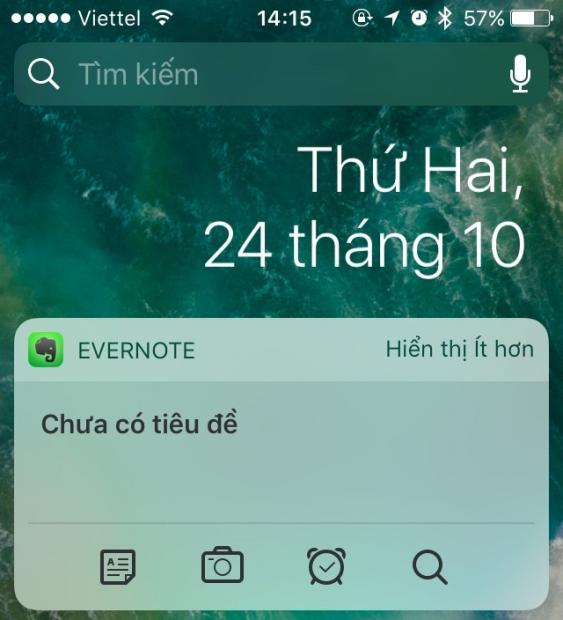 Viettel 14:15 57%
Tìm kiếm
Thứ Hai,
24 tháng 10
EVERNOTE Hiển thị Ít hơn
Chưa có tiêu đề
A